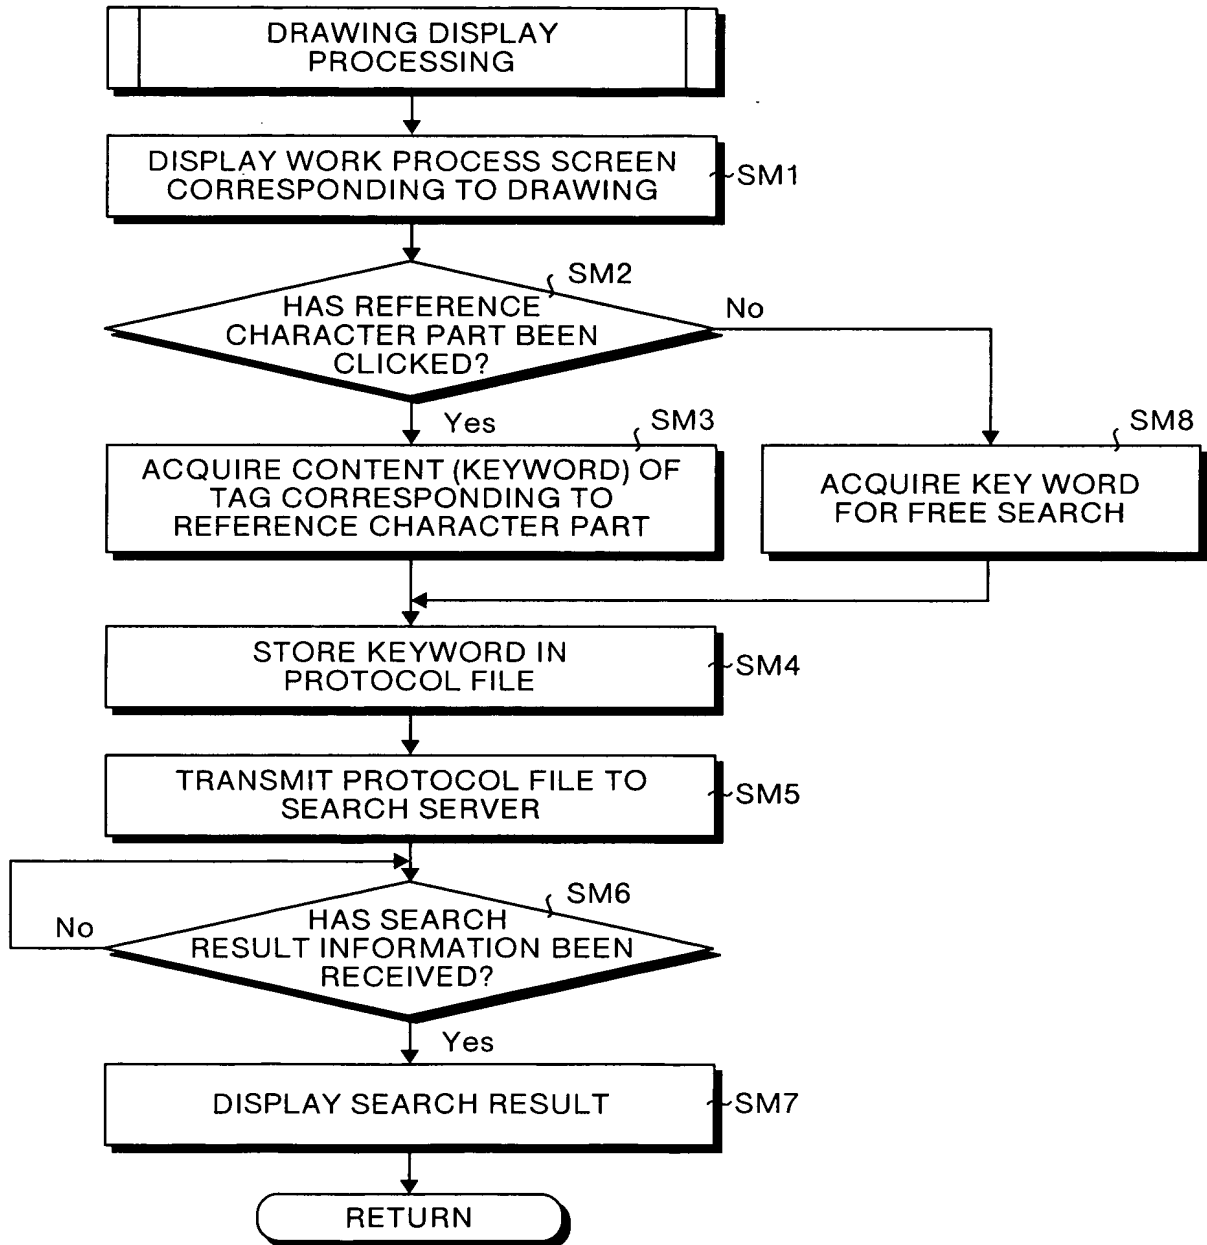 DRAWING DISPLAY
PROCESSING
DISPLAY WORK PROCESS SCREEN
CORRESPONDING TO DRAWING
SM1
SM2
HAS REFERENCE
CHARACTER PART BEEN
CLICKED?
No
Yes
SM3
ACQUIRE CONTENT (KEYWORD) OF
TAG CORRESPONDING TO
REFERENCE CHARACTER PART
SM8
ACQUIRE KEY WORD
FOR FREE SEARCH
STORE KEYWORD IN
PROTOCOL FILE
SM4
TRANSMIT PROTOCOL FILE TO
SEARCH SERVER
SM5
SM6
HAS SEARCH
RESULT INFORMATION BEEN
RECEIVED?
No
Yes
DISPLAY SEARCH RESULT
SM7
RETURN